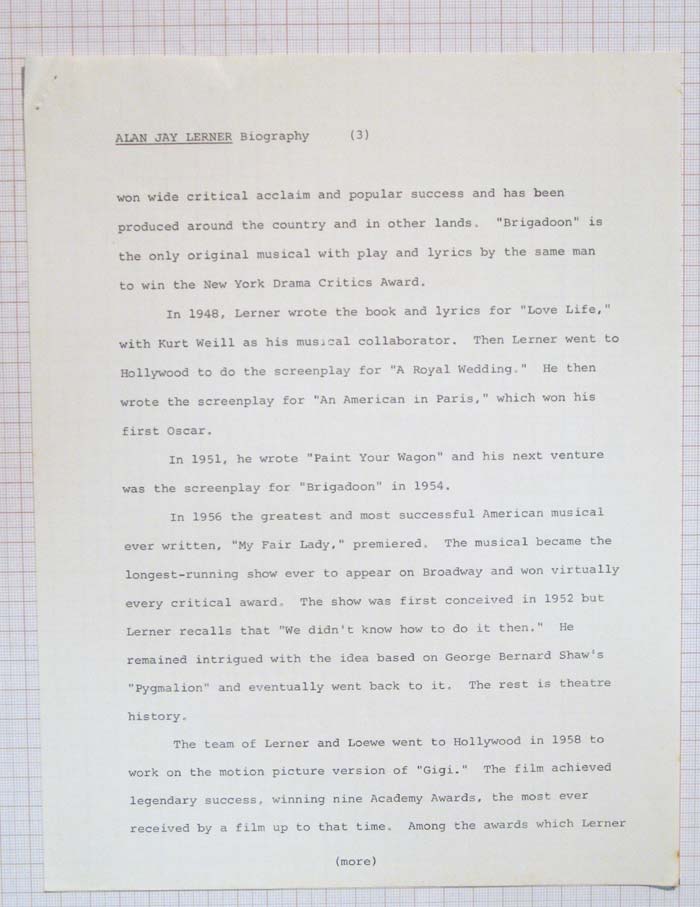 ALAN JAY LERNER Biography (3)
won wide critical acclaim and popular success and has been
produced around the country and in other lands. "Brigadoon" is
the only original musical with play and lyrics by the same man
to win the New York Drama Critics Award.
In 1948, Lerner wrote the book and lyrics for "Love Life,"
with Kurt Weill as his musical collaborator. Then Lerner went to
Hollywood to do the screenplay for "A Royal Wedding." He then
wrote the screenplay for "An American in Paris," which won his
first Oscar.
In 1951, he wrote "Paint Your Wagon" and his next venture
was the screenplay for "Brigadoon" in 1954.
In 1956 the greatest and most successful American musical
ever written, "My Fair Lady," premiered. The musical became the
longest-running show ever to appear on Broadway and won virtually
every critical award. The show was first conceived in 1952 but
Lerner recalls that "We didn't know how to do it then." He
remained intrigued with the idea based on George Bernard Shaw's
"Pygmalion" and eventually went back to it. The rest is theatre
history.
The team of Lerner and Loewe went to Hollywood in 1958 to
work on the motion picture version of "Gigi." The film achieved
legendary success, winning nine Academy Awards, the most ever
received by a film up to that time. Among the awards which Lerner
(more)